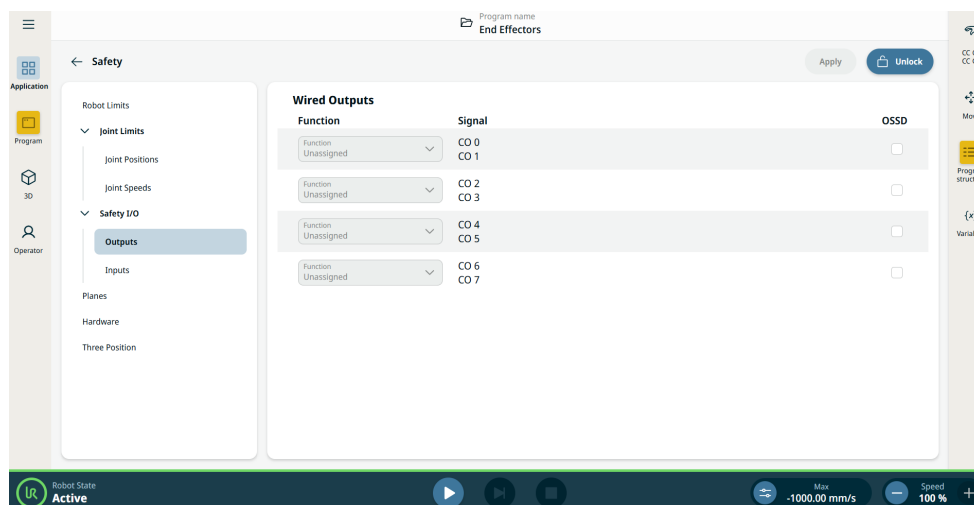 Program name
End Effectors
Application
Program
3D
Operator
Safety
Apply
Unlock
Robot Limits
Joint Limits
Joint Positions
Joint Speeds
Safety I/O
Outputs
Inputs
Planes
Hardware
Three Position
Wired Outputs
Function Signal OSSD
Function
Unassigned
CO 0
CO 1
Function
Unassigned
CO 2
CO 3
Function
Unassigned
CO 4
CO 5
Function
Unassigned
CO 6
CO 7
Robot State
Active
Max
-1000.00 mm/s
Speed
100 %